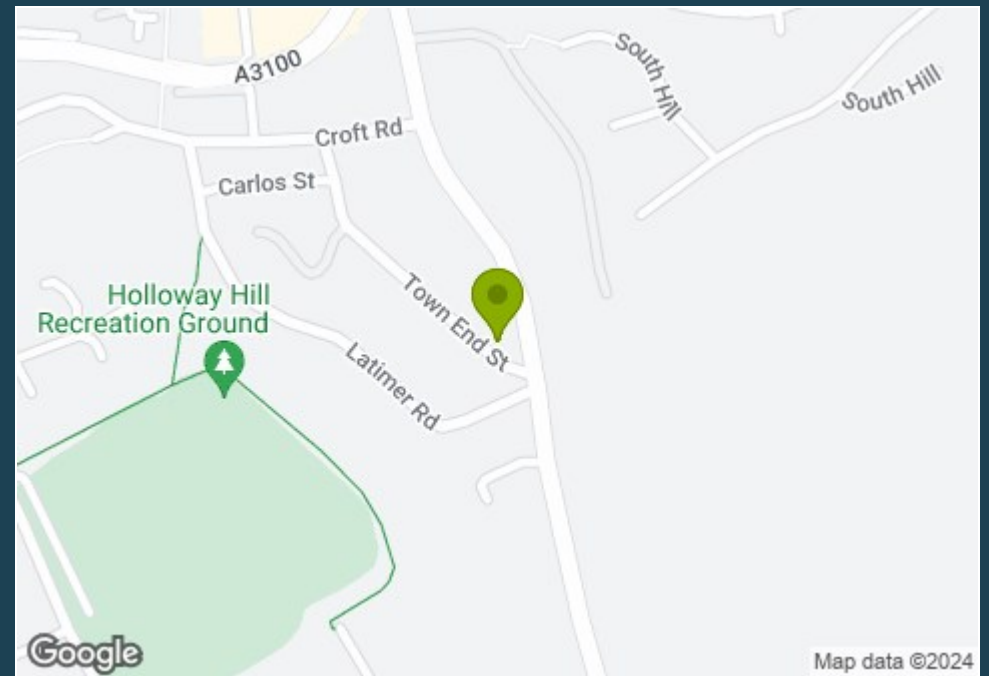 A3100
South Hill
South Hill
Croft Rd
Carlos St
Town End St
Holloway Hill
Recreation Ground
Latimer Rd
Google
Map data ©2024